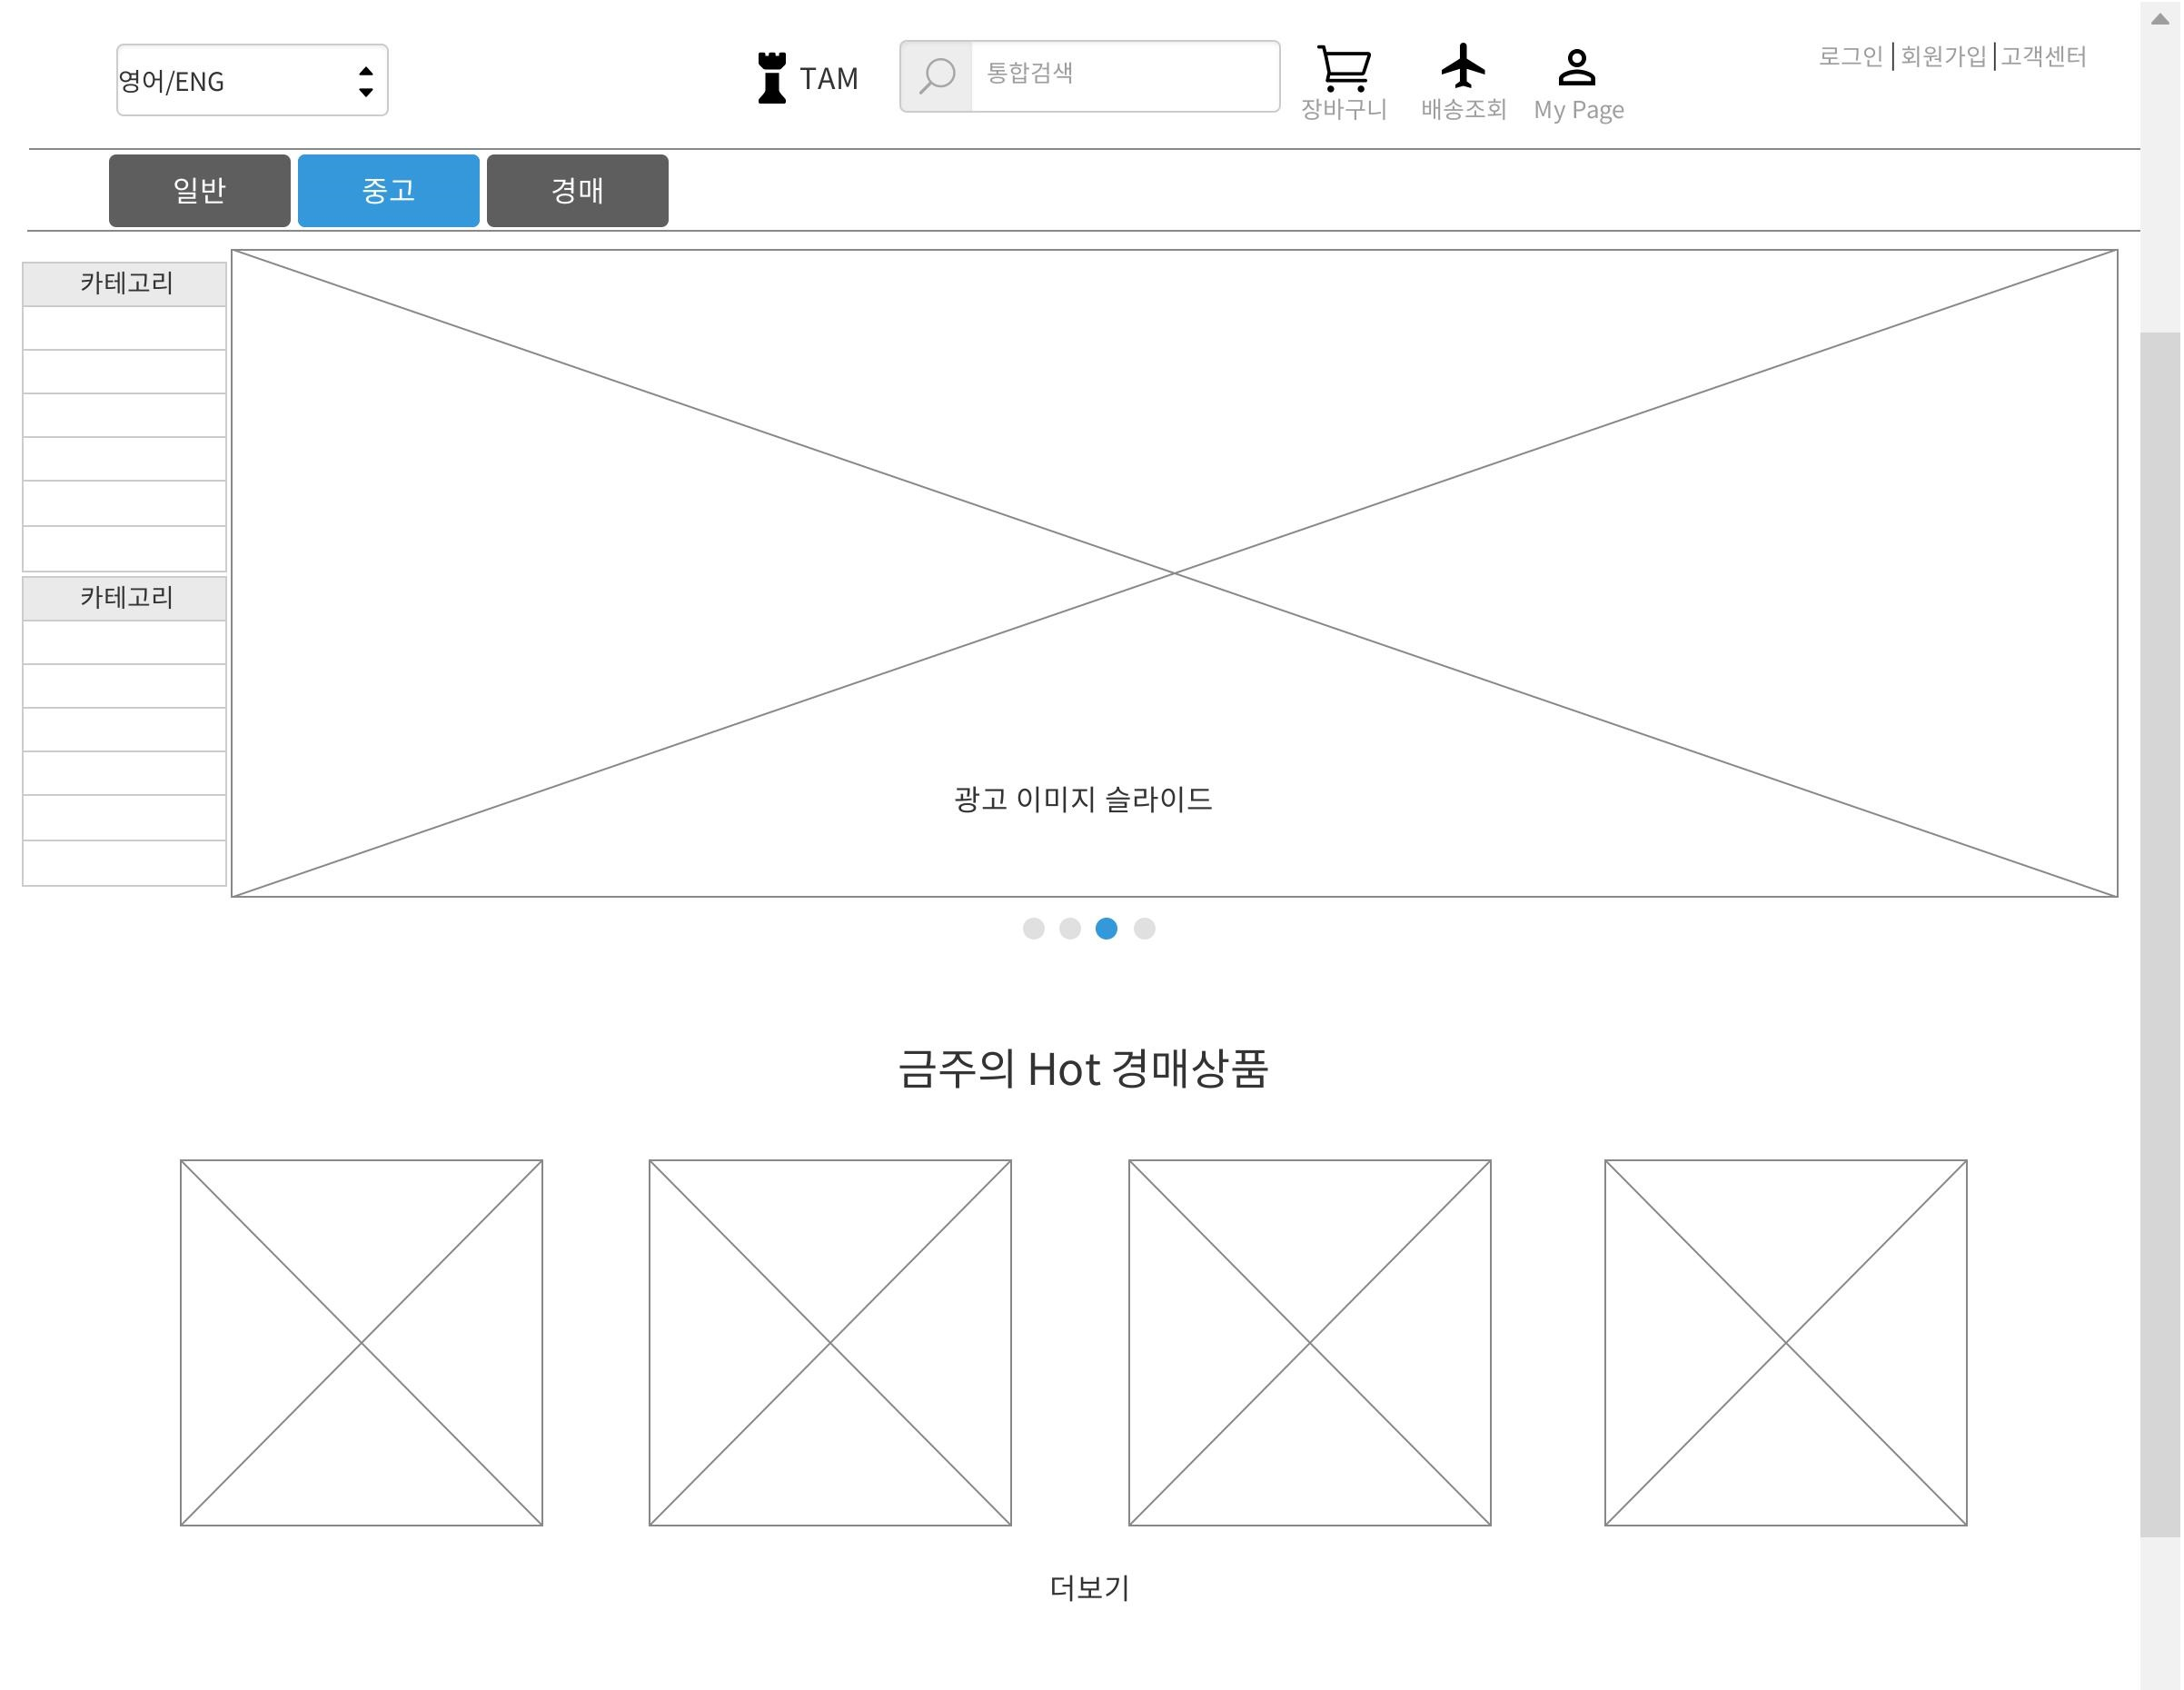 영어/ENG
TAM
통합검색
장바구니
배송조회
My Page
로그인 | 회원가입 | 고객센터
일반
중고
경매
카테고리
카테고리
광고 이미지 슬라이드
금주의 Hot 경매상품
더보기